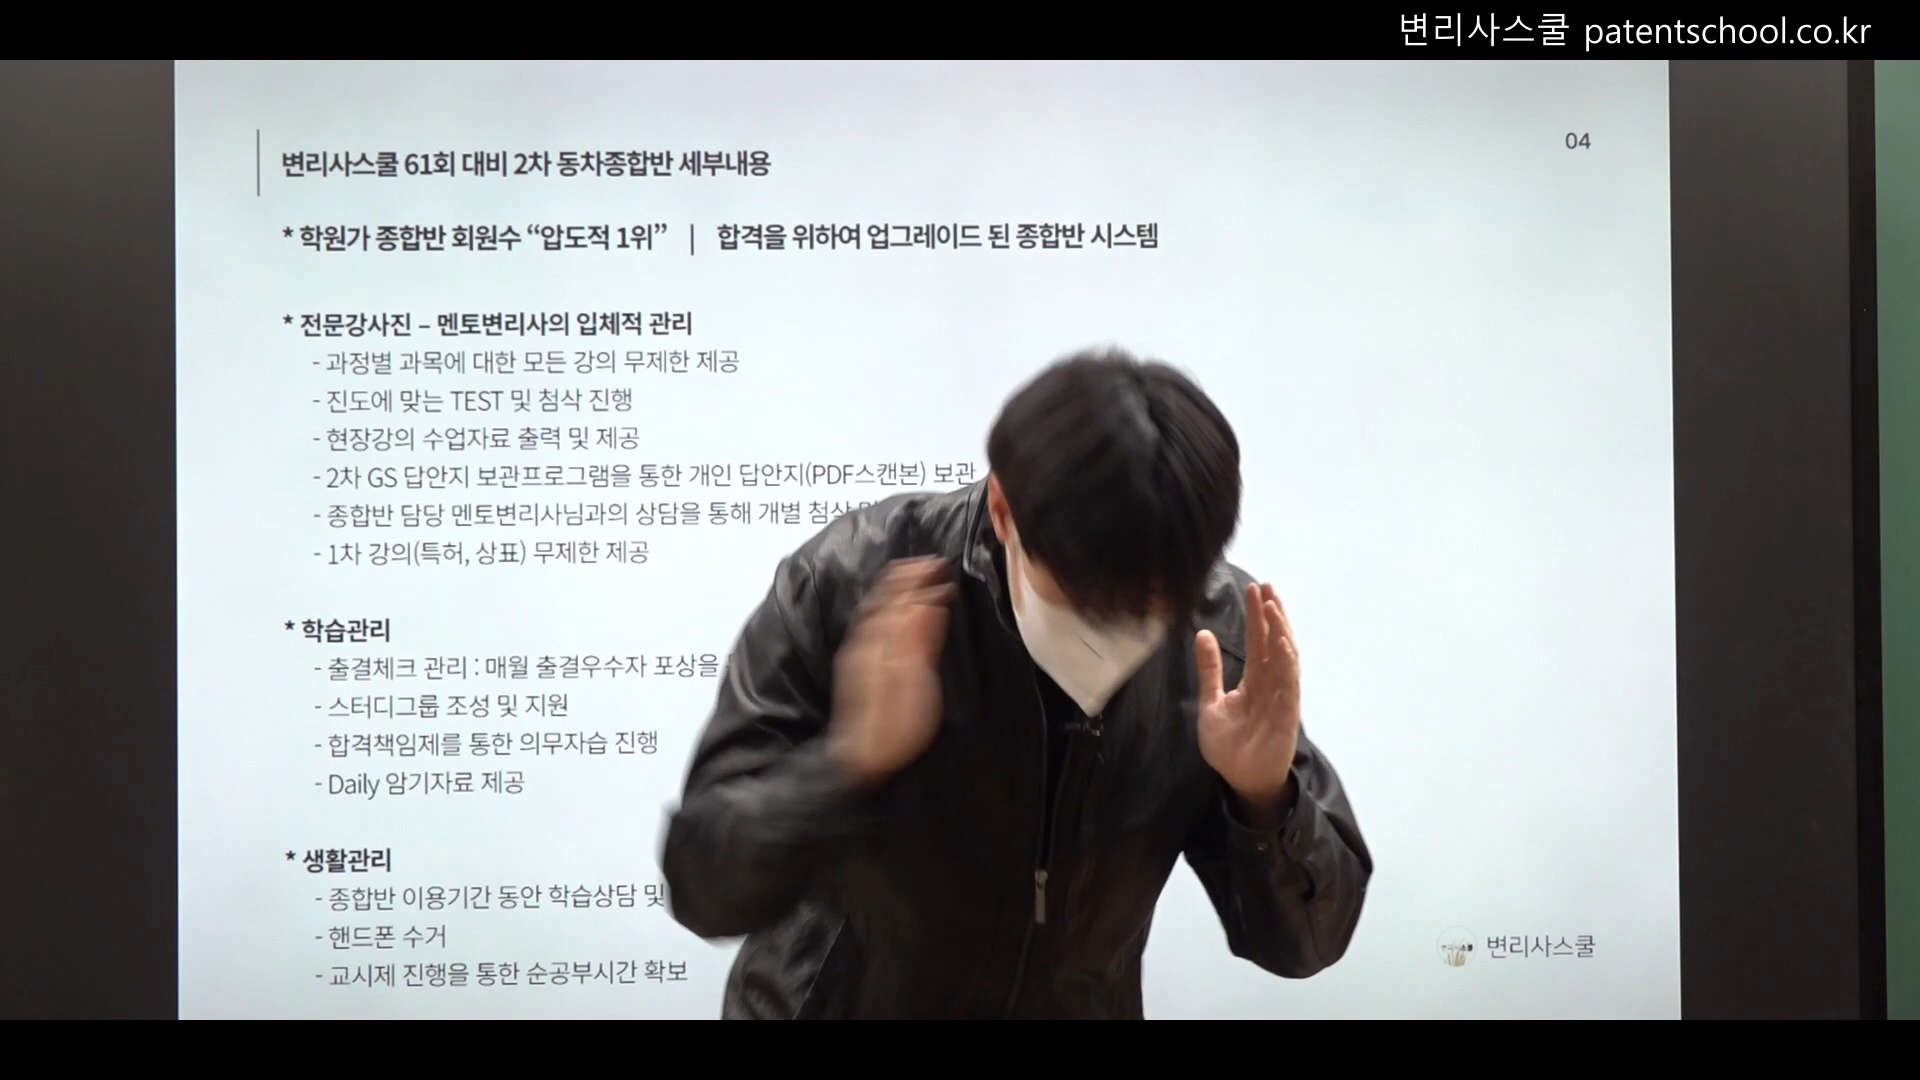 변리사스쿨 patentschool.co.kr
04
변리사스쿨 61회 대비 2차 동차종합반 세부내용
* 학원가 종합반 회원수 “압도적 1위” | 합격을 위하여 업그레이드 된 종합반 시스템
* 전문강사진 – 멘토변리사의 입체적 관리
- 과정별 과목에 대한 모든 강의 무제한 제공
- 진도에 맞는 TEST 및 첨삭 진행
- 현장강의 수업자료 출력 및 제공
- 2차 GS 답안지 보관프로그램을 통한 개인 답안지(PDF스캔본) 보관
- 종합반 담당 멘토변리사님과의 상담을 통해 개별 첨삭
- 1차 강의(특허, 상표) 무제한 제공
* 학습관리
- 출결체크 관리 : 매월 출결우수자 포상을
- 스터디그룹 조성 및 지원
- 합격책임제를 통한 의무자습 진행
- Daily 암기자료 제공
* 생활관리
- 종합반 이용기간 동안 학습상담 및
- 핸드폰 수거
- 교시제 진행을 통한 순공부시간 확보
변리사스쿨